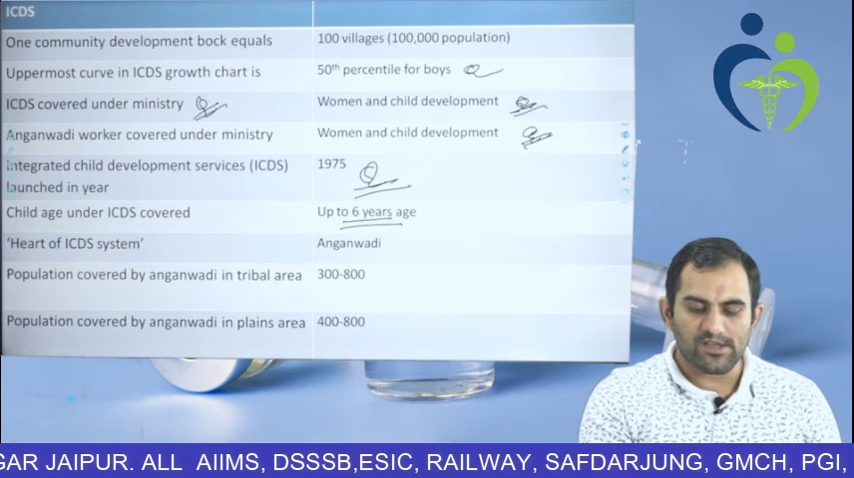 ICDS
One community development bock equals 100 villages (100,000 population)
Uppermost curve in ICDS growth chart is 50th percentile for boys
ICDS covered under ministry Women and child development
Anganwadi worker covered under ministry Women and child development
Integrated child development services (ICDS) 1975
launched in year
Child age under ICDS covered Up to 6 years age
‘Heart of ICDS system’ Anganwadi
Population covered by anganwadi in tribal area 300-800
Population covered by anganwadi in plains area 400-800
GAR JAIPUR. ALL AIIMS, DSSSB,ESIC, RAILWAY, SAFDARJUNG, GMCH, PGI,